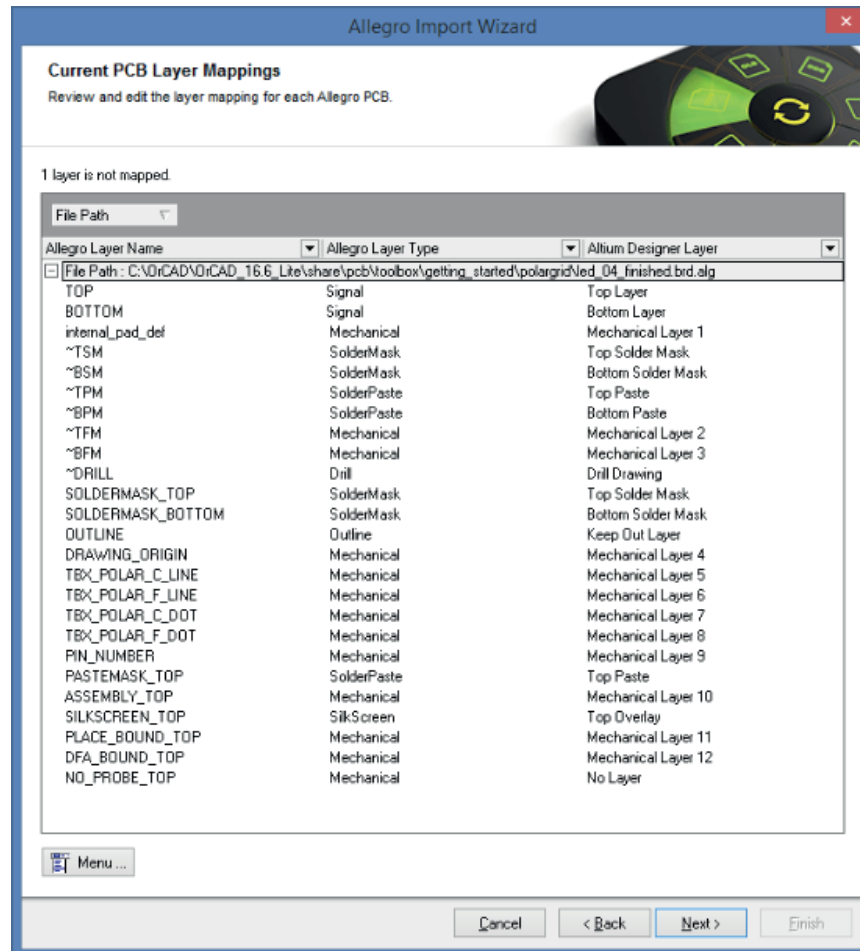 Allegro Import Wizard
Current PCB Layer Mappings
Review and edit the layer mapping for each Allegro PCB.
1 layer is not mapped.
File Path
Allegro Layer Name Allegro Layer Type Altium Designer Layer
File Path : C:\OrCAD\OrCAD_16.6_Lite\share\pcb\toolbox\getting_started\polargrid\led_04_finished.brd.alg
TOP Signal Top Layer
BOTTOM Signal Bottom Layer
internal_pad_def Mechanical Mechanical Layer 1
~TSM SolderMask Top Solder Mask
~BSM SolderMask Bottom Solder Mask
~TPM SolderPaste Top Paste
~BPM SolderPaste Bottom Paste
~TFM Mechanical Mechanical Layer 2
~BFM Mechanical Mechanical Layer 3
~DRILL Drill Drill Drawing
SOLDERMASK_TOP SolderMask Top Solder Mask
SOLDERMASK_BOTTOM SolderMask Bottom Solder Mask
OUTLINE Outline Keep Out Layer
DRAWING_ORIGIN Mechanical Mechanical Layer 4
TBX_POLAR_C_LINE Mechanical Mechanical Layer 5
TBX_POLAR_F_LINE Mechanical Mechanical Layer 6
TBX_POLAR_C_DOT Mechanical Mechanical Layer 7
TBX_POLAR_F_DOT Mechanical Mechanical Layer 8
PIN_NUMBER Mechanical Mechanical Layer 9
PASTEMASK_TOP SolderPaste Top Paste
ASSEMBLY_TOP Mechanical Mechanical Layer 10
SILKSCREEN_TOP SilkScreen Top Overlay
PLACE_BOUND_TOP Mechanical Mechanical Layer 11
DFA_BOUND_TOP Mechanical Mechanical Layer 12
NO_PROBE_TOP Mechanical No Layer
Menu ...
Cancel < Back Next > Finish